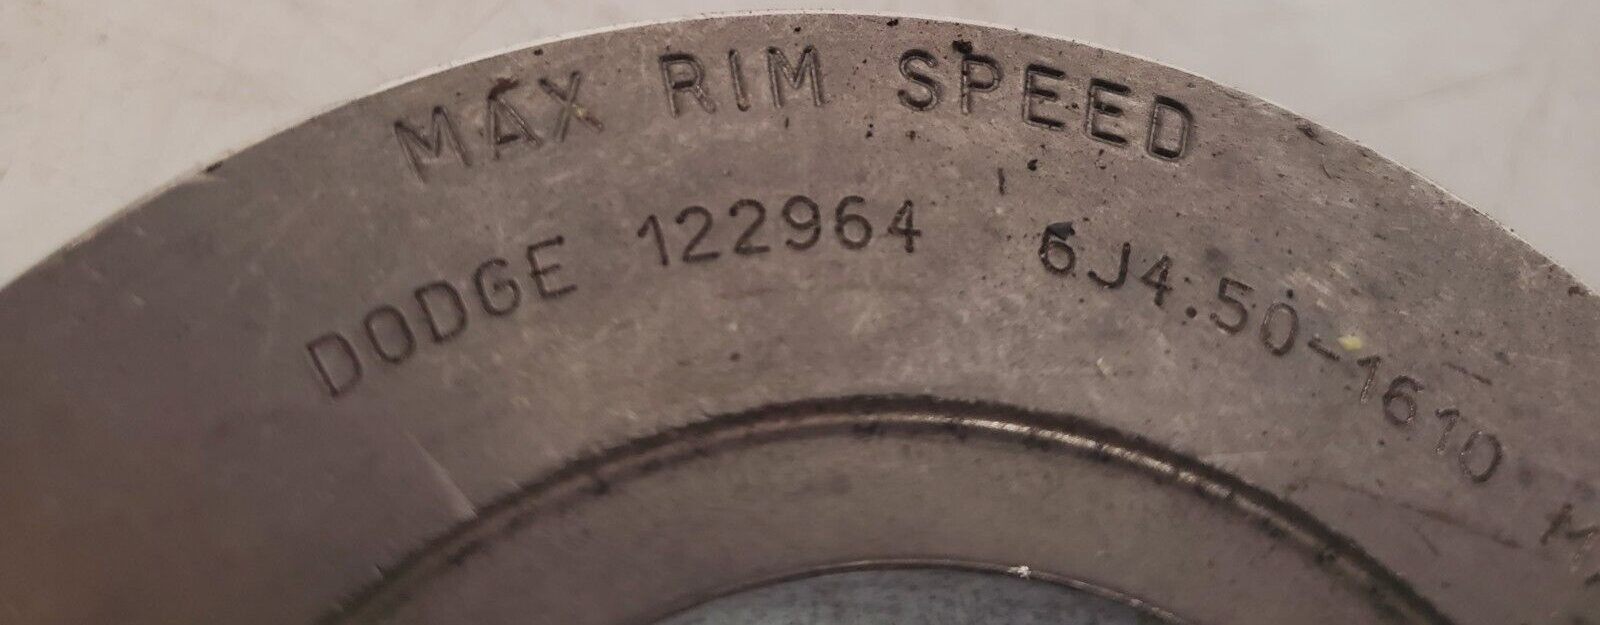 MAX RIM SPEED
DODGE 122964 6J4.50-1610